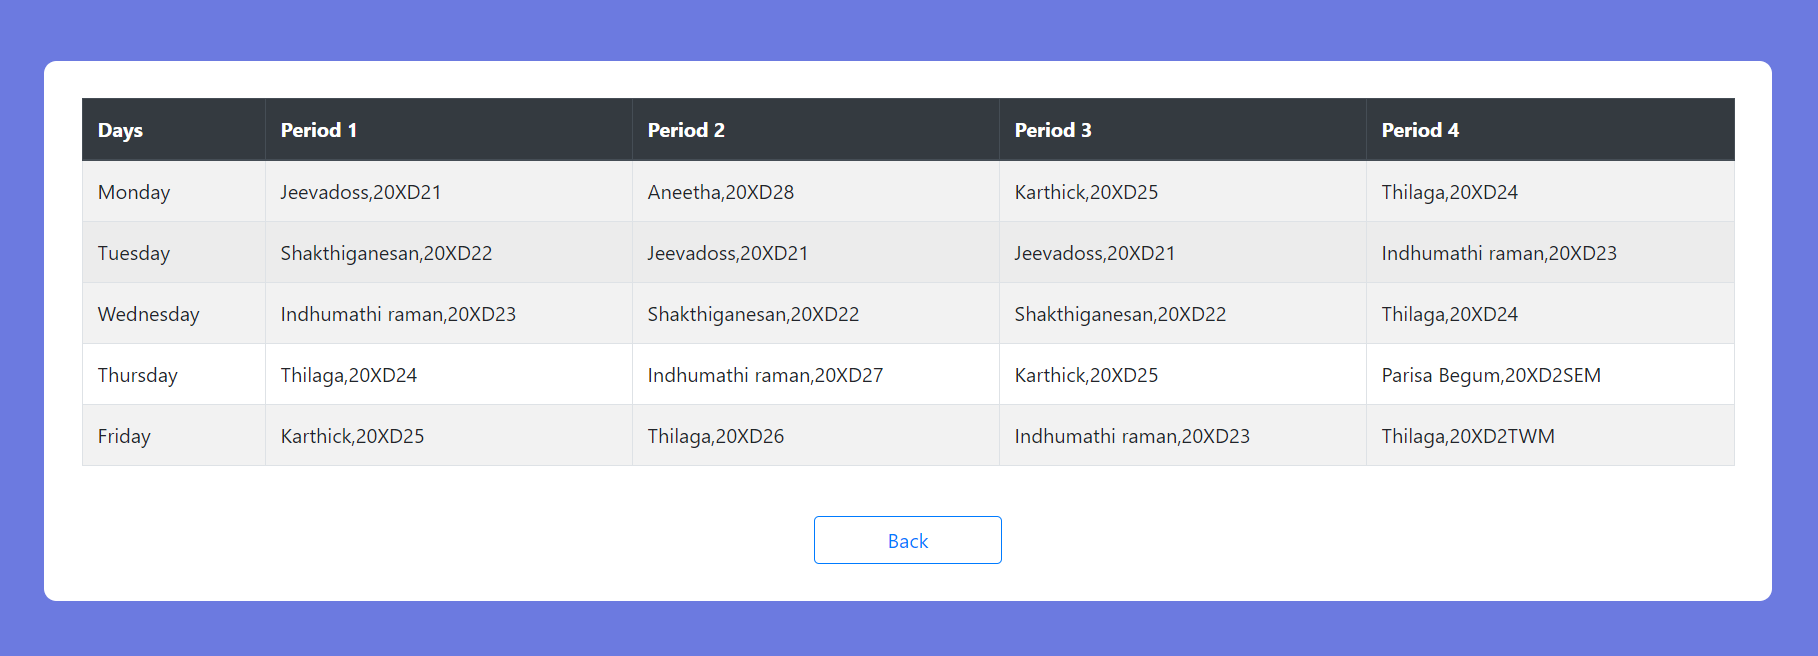 Days Period 1 Period 2 Period 3 Period 4
Monday Jeevadoss,20XD21 Aneetha,20XD28 Karthick,20XD25 Thilaga,20XD24
Tuesday Shakthiganesan,20XD22 Jeevadoss,20XD21 Jeevadoss,20XD21 Indhumathi raman,20XD23
Wednesday Indhumathi raman,20XD23 Shakthiganesan,20XD22 Shakthiganesan,20XD22 Thilaga,20XD24
Thursday Thilaga,20XD24 Indhumathi raman,20XD27 Karthick,20XD25 Parisa Begum,20XD2SEM
Friday Karthick,20XD25 Thilaga,20XD26 Indhumathi raman,20XD23 Thilaga,20XD2TWM
Back